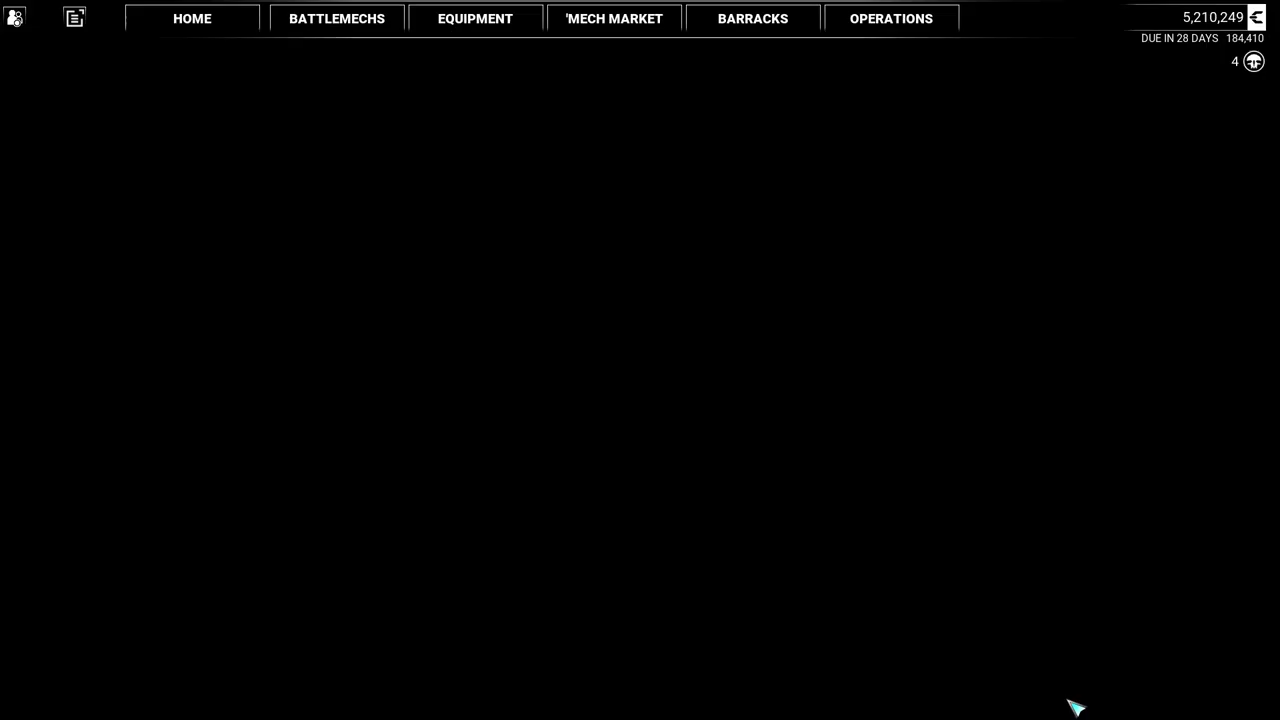 HOME
BATTLEMECHS
EQUIPMENT
'MECH MARKET
BARRACKS
OPERATIONS
5,210,249
DUE IN 28 DAYS 184,410
4